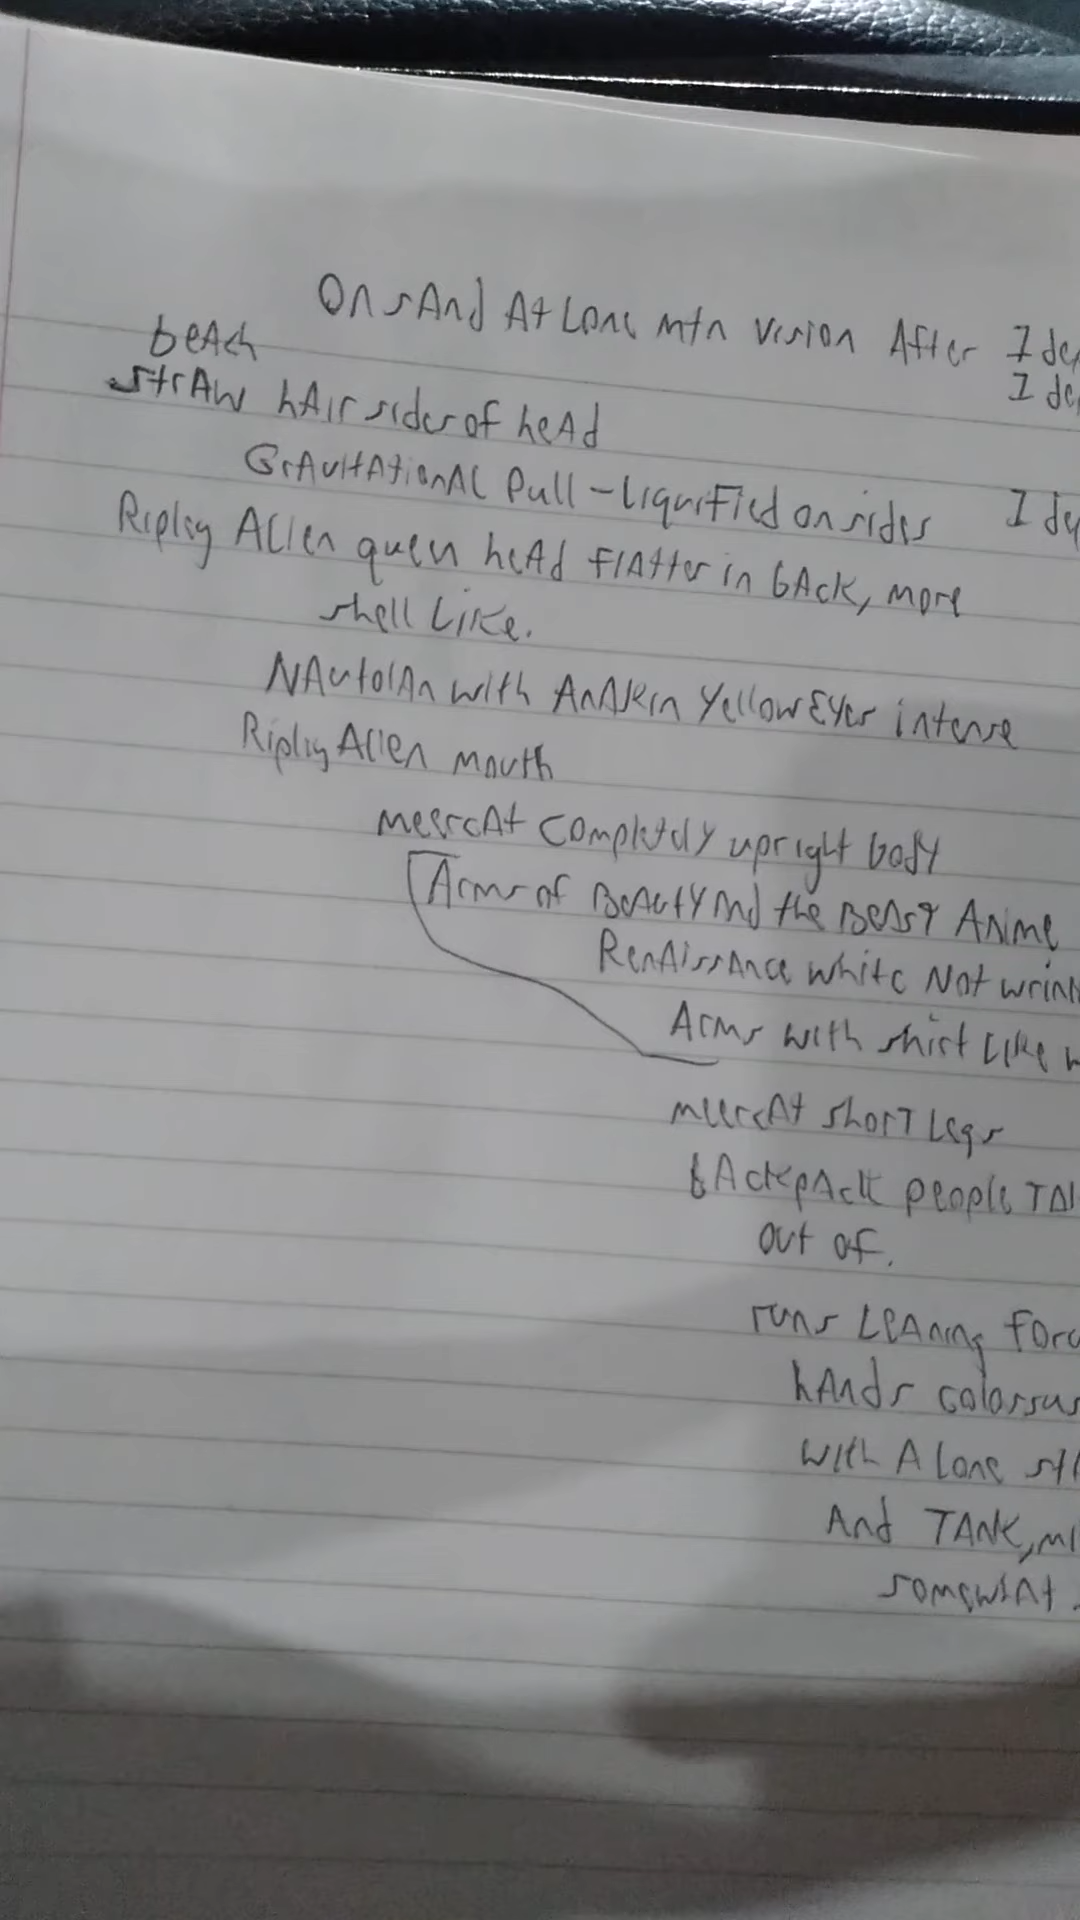 On sAnd At Lone mtn vision After I
beAch
I
strAw hAir sides of heAd
GrAvitAtionAL Pull - Liquified on sides I
Ripley ALien queen heAd flAtter in bAck, more
shell Like.
NAutolAn with AnAkin Yellow Eyes intense
Ripley ALien mouth
meercAt completely upright body
Arms of BeAuty And the BeAst Anime
RenAissAnce white Not
Arms with shirt Like
meercAt short Legs
bAckpAck people
out of.
runs LeAning
hAnds colossus
with A Lone
And TANK,
somewhAt